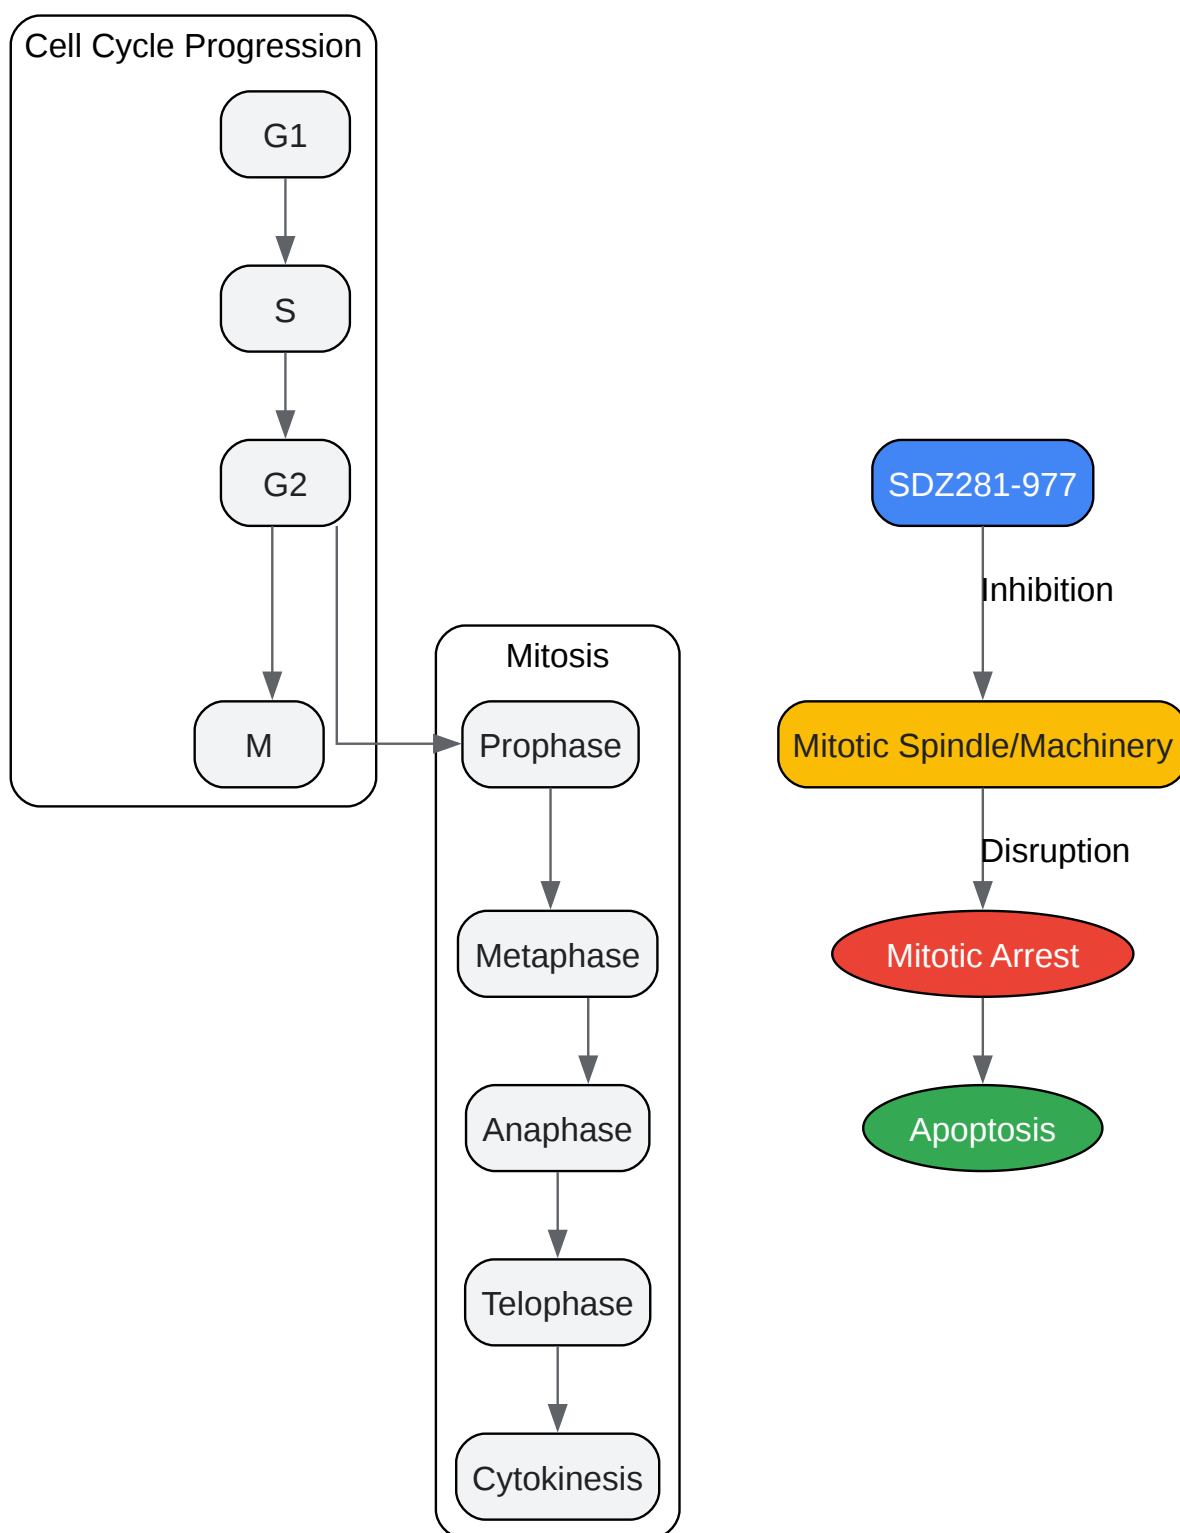 Cell Cycle Progression
G1
S
G2
M
Mitosis
Prophase
Metaphase
Anaphase
Telophase
Cytokinesis
SDZ281-977
Inhibition
Mitotic Spindle/Machinery
Disruption
Mitotic Arrest
Apoptosis